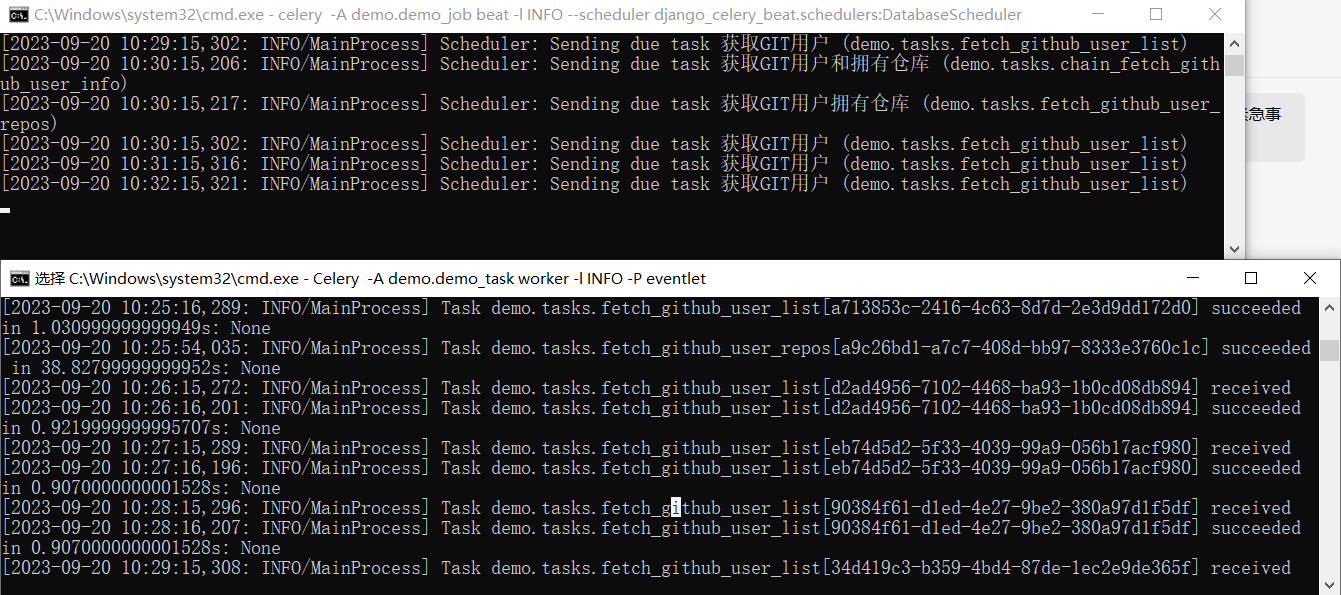 C:\Windows\system32\cmd.exe - celery  -A demo.demo_job beat -l INFO --scheduler django_celery_beat.schedulers:DatabaseScheduler
[2023-09-20 10:29:15,302: INFO/MainProcess] Scheduler: Sending due task 获取GIT用户 (demo.tasks.fetch_github_user_list)
[2023-09-20 10:30:15,206: INFO/MainProcess] Scheduler: Sending due task 获取GIT用户和拥有仓库 (demo.tasks.chain_fetch_gith
ub_user_info)
[2023-09-20 10:30:15,217: INFO/MainProcess] Scheduler: Sending due task 获取GIT用户拥有仓库 (demo.tasks.fetch_github_user_
repos)
[2023-09-20 10:30:15,302: INFO/MainProcess] Scheduler: Sending due task 获取GIT用户 (demo.tasks.fetch_github_user_list)
[2023-09-20 10:31:15,316: INFO/MainProcess] Scheduler: Sending due task 获取GIT用户 (demo.tasks.fetch_github_user_list)
[2023-09-20 10:32:15,321: INFO/MainProcess] Scheduler: Sending due task 获取GIT用户 (demo.tasks.fetch_github_user_list)
急事
选择 C:\Windows\system32\cmd.exe - Celery  -A demo.demo_task worker -l INFO -P eventlet
[2023-09-20 10:25:16,289: INFO/MainProcess] Task demo.tasks.fetch_github_user_list[a713853c-2416-4c63-8d7d-2e3d9dd172d0] succeeded
in 1.030999999999949s: None
[2023-09-20 10:25:54,035: INFO/MainProcess] Task demo.tasks.fetch_github_user_repos[a9c26bd1-a7c7-408d-bb97-8333e3760c1c] succeeded
in 38.82799999999952s: None
[2023-09-20 10:26:15,272: INFO/MainProcess] Task demo.tasks.fetch_github_user_list[d2ad4956-7102-4468-ba93-1b0cd08db894] received
[2023-09-20 10:26:16,201: INFO/MainProcess] Task demo.tasks.fetch_github_user_list[d2ad4956-7102-4468-ba93-1b0cd08db894] succeeded
in 0.9219999999995707s: None
[2023-09-20 10:27:15,289: INFO/MainProcess] Task demo.tasks.fetch_github_user_list[eb74d5d2-5f33-4039-99a9-056b17acf980] received
[2023-09-20 10:27:16,196: INFO/MainProcess] Task demo.tasks.fetch_github_user_list[eb74d5d2-5f33-4039-99a9-056b17acf980] succeeded
in 0.9070000000001528s: None
[2023-09-20 10:28:15,296: INFO/MainProcess] Task demo.tasks.fetch_github_user_list[90384f61-d1ed-4e27-9be2-380a97d1f5df] received
[2023-09-20 10:28:16,207: INFO/MainProcess] Task demo.tasks.fetch_github_user_list[90384f61-d1ed-4e27-9be2-380a97d1f5df] succeeded
in 0.9070000000001528s: None
[2023-09-20 10:29:15,308: INFO/MainProcess] Task demo.tasks.fetch_github_user_list[34d419c3-b359-4bd4-87de-1ec2e9de365f] received